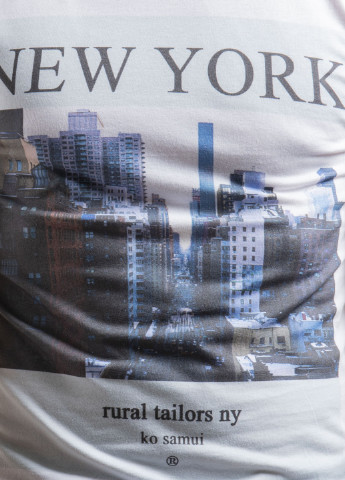 NEW YORK
rural tailors ny
ko samui
®